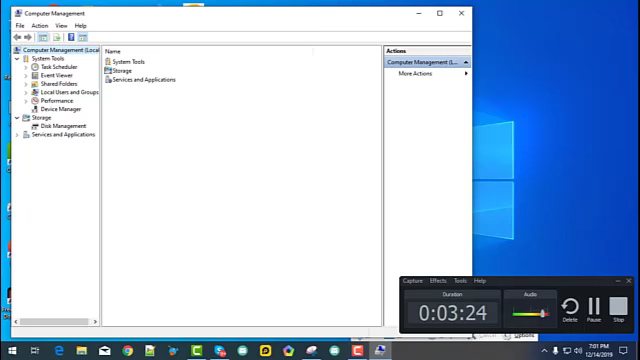 Computer Management
File Action View Help
Computer Management (Local
System Tools
Task Scheduler
Event Viewer
Shared Folders
Local Users and Groups
Performance
Device Manager
Storage
Disk Management
Services and Applications
Name
System Tools
Storage
Services and Applications
Actions
Computer Management (L...
More Actions
Capture Effects Tools Help
Duration
0:03:24
Audio
Delete
Pause
Stop
Options
7:01 PM
12/14/2019